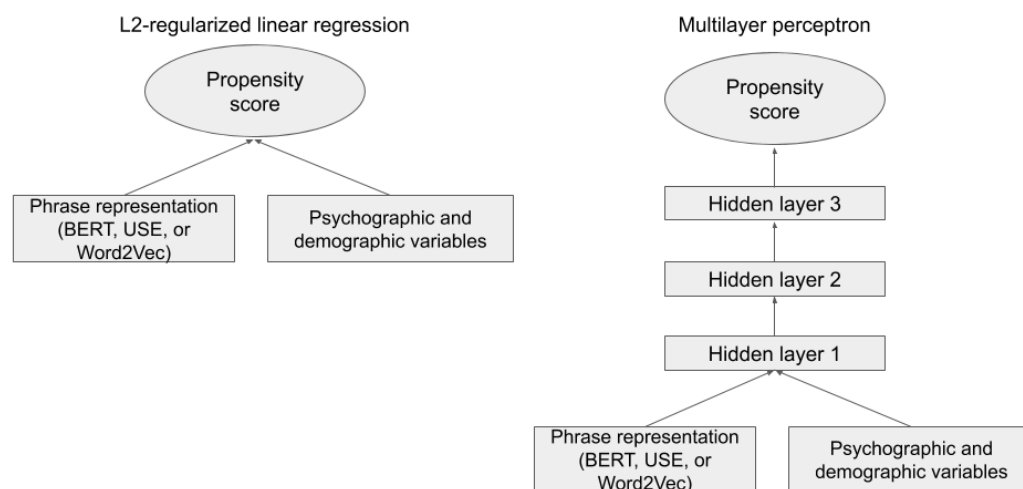 L2-regularized linear regression
Propensity
score
Phrase representation
(BERT, USE, or
Word2Vec)
Psychographic and
demographic variables
Multilayer perceptron
Propensity
score
Hidden layer 3
Hidden layer 2
Hidden layer 1
Phrase representation
(BERT, USE, or
Word2Vec)
Psychographic and
demographic variables